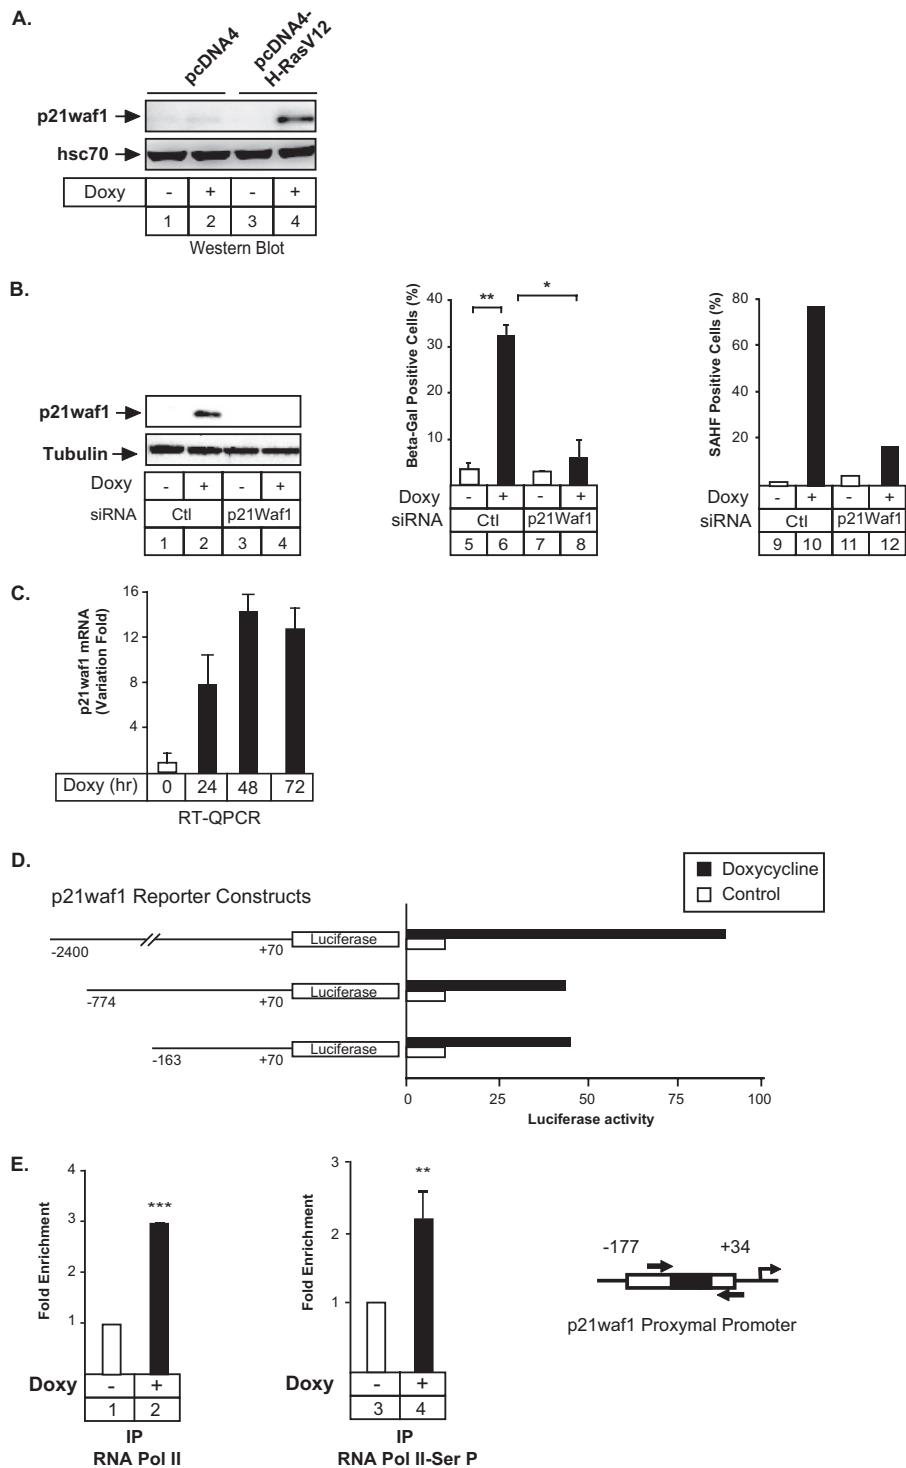 A.
pcDNA4
pcDNA4-
H-RasV12
p21waf1
hsc70
Doxy - + - +
1 2 3 4
Western Blot
B.
p21waf1
Tubulin
Doxy - + - +
siRNA Ctl p21Waf1
1 2 3 4
Beta-Gal Positive Cells (%)
40
30
20
10
** *
Doxy - + - +
siRNA Ctl p21Waf1
5 6 7 8
SAHF Positive Cells (%)
80
60
40
20
Doxy - + - +
siRNA Ctl p21Waf1
9 10 11 12
C.
p21waf1 mRNA
(Variation Fold)
16
12
8
4
Doxy (hr) 0 24 48 72
RT-QPCR
D.
Doxycycline
Control
p21waf1 Reporter Constructs
-2400 +70 Luciferase
-774 +70 Luciferase
-163 +70 Luciferase
0 25 50 75 100
Luciferase activity
E.
Fold Enrichment
4
3
2
1
***
Doxy - +
1 2
IP
RNA Pol II
Fold Enrichment
3
2
1
**
Doxy - +
3 4
IP
RNA Pol II-Ser P
-177 +34
p21waf1 Proxymal Promoter